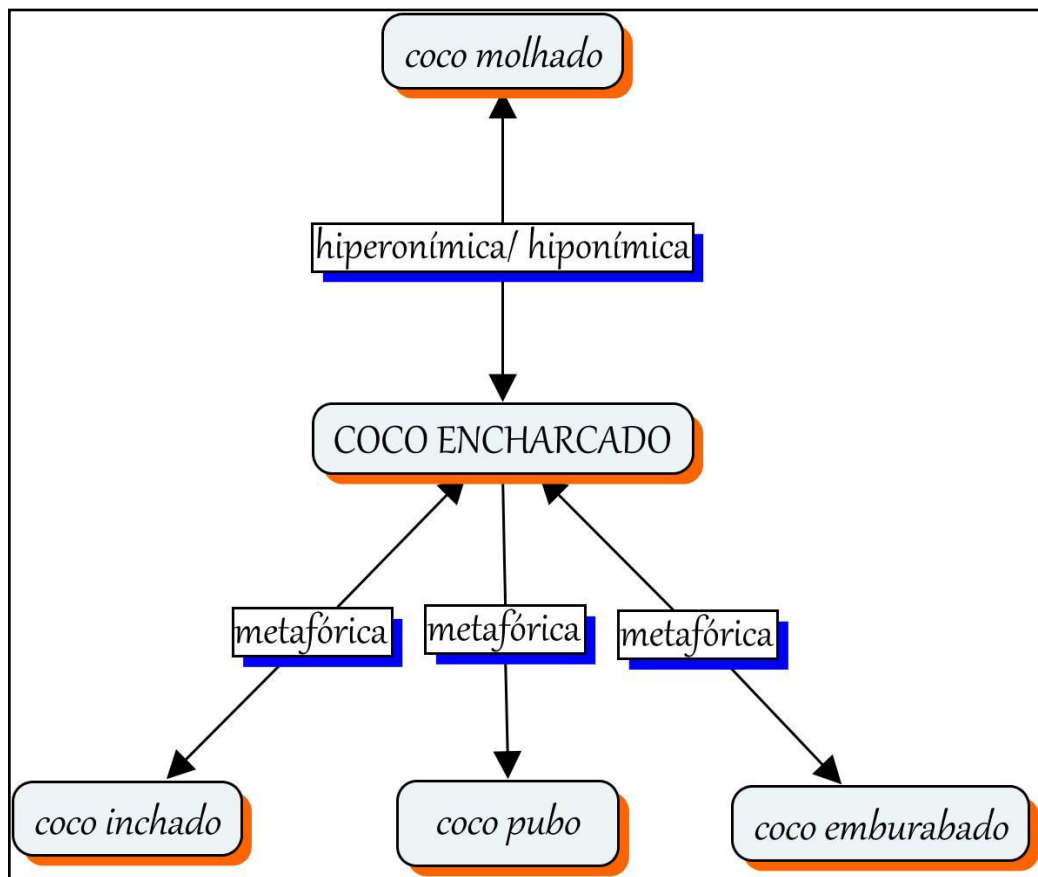 coco molhado
hiperonímica/ hiponímica
COCO ENCHARCADO
metafórica
metafórica
metafórica
coco inchado
coco pubo
coco emburabado